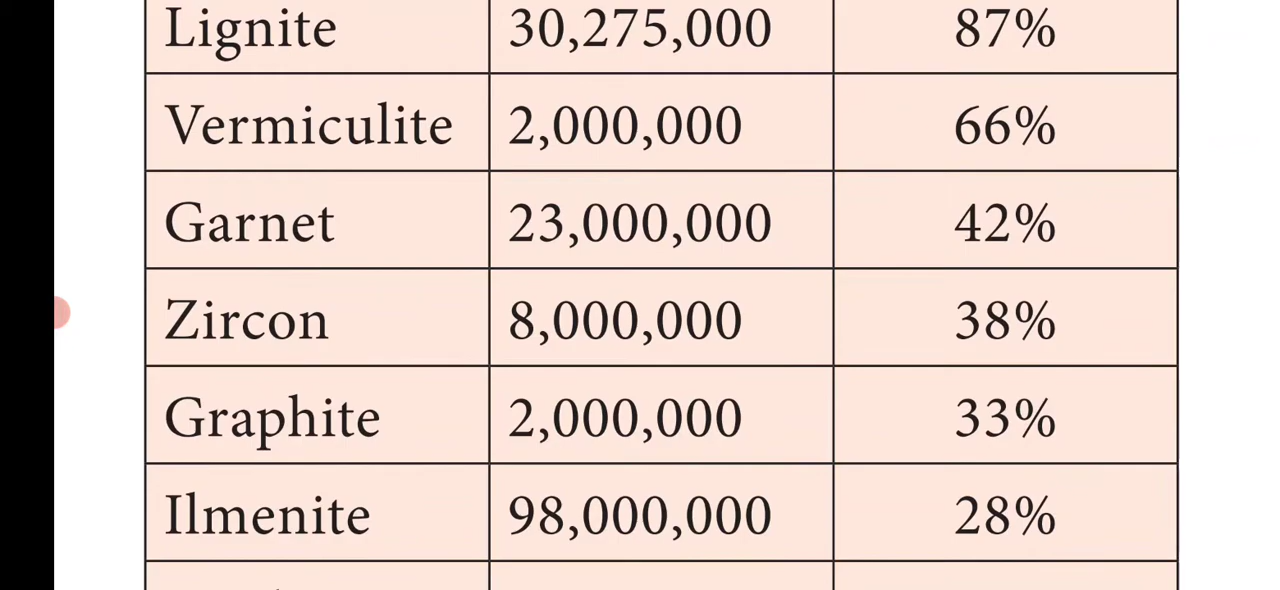 Lignite 30,275,000 87%
Vermiculite 2,000,000 66%
Garnet 23,000,000 42%
Zircon 8,000,000 38%
Graphite 2,000,000 33%
Ilmenite 98,000,000 28%